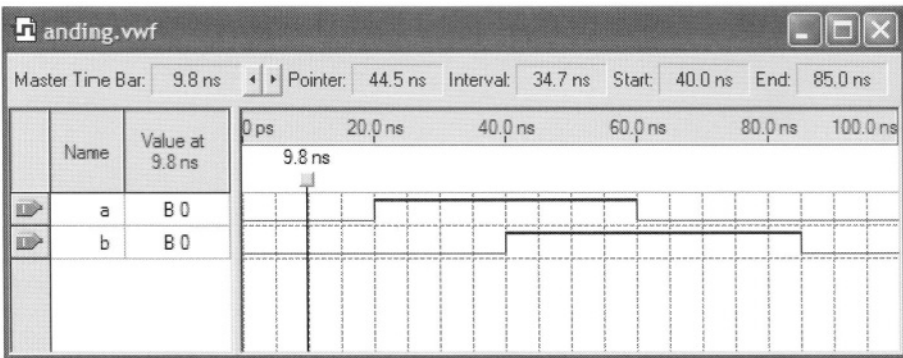 anding.vwf
Master Time Bar: 9.8 ns Pointer: 44.5 ns Interval: 34.7 ns Start: 40.0 ns End: 85.0 ns
Name Value at 9.8 ns
0 ps 20.0 ns 40.0 ns 60.0 ns 80.0 ns 100.0 ns
9.8 ns
a B 0
b B 0